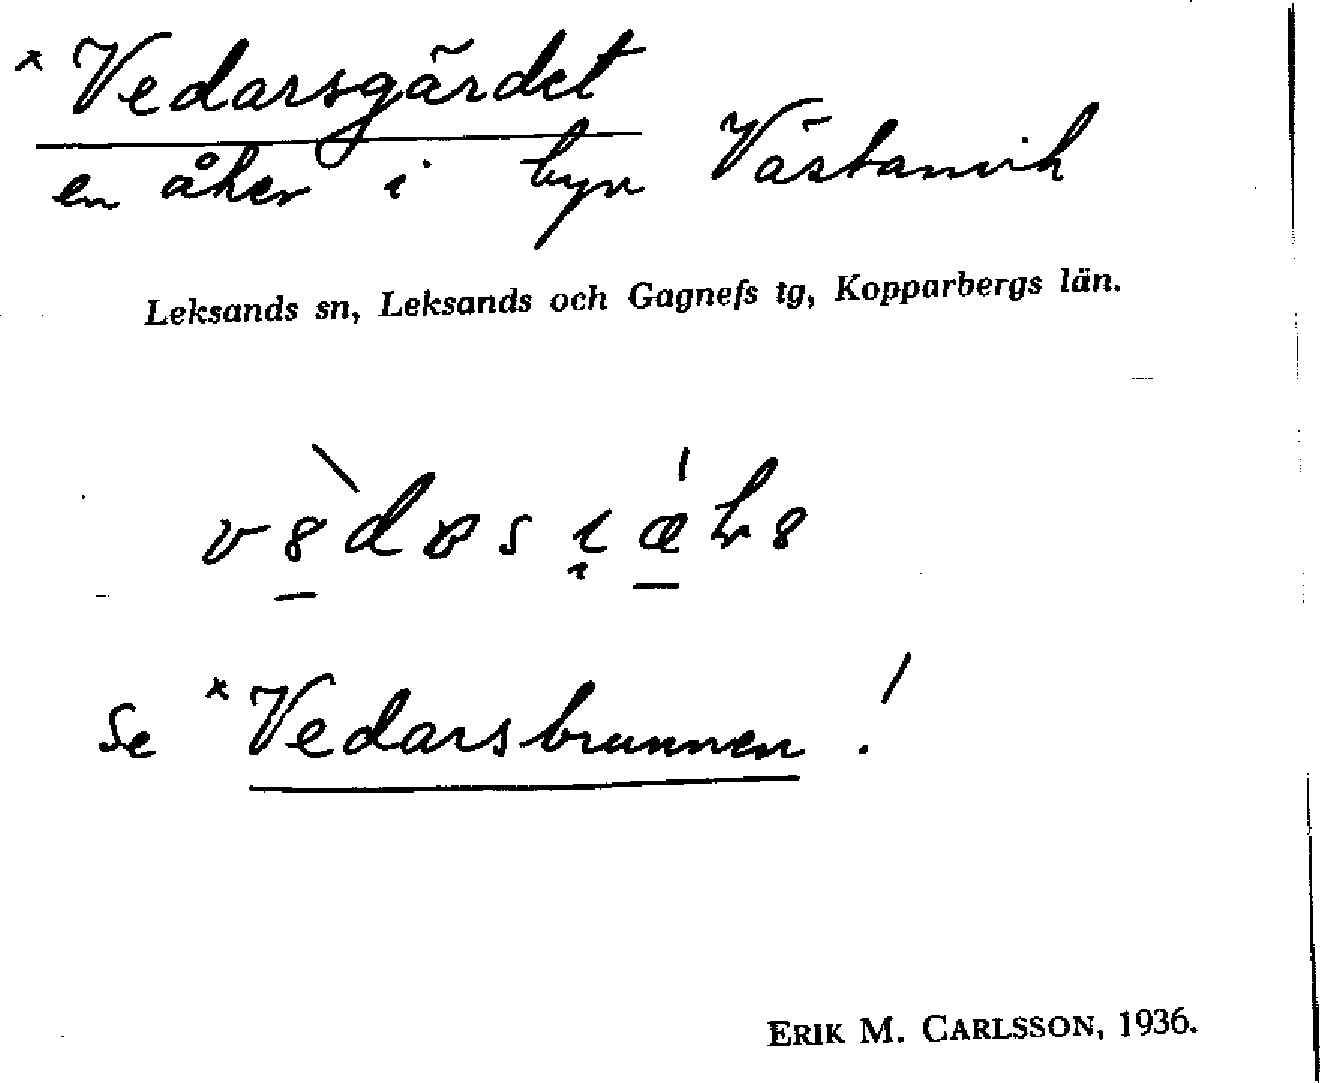 * Vedarsgärdet
en åker i byn Västanvik
Leksands sn, Leksands och Gagnefs tg, Kopparbergs län.
Se *Vedarsbrunnen!
ERIK M. CARLSSON, 1936.